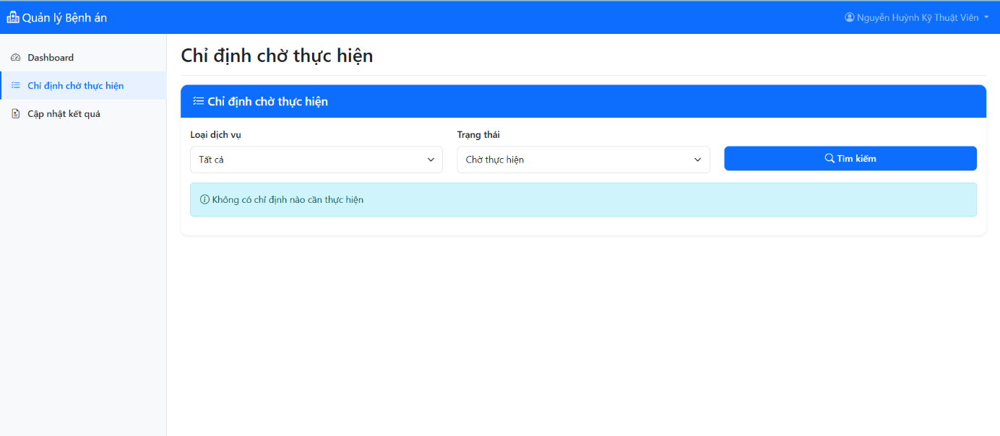 Quản lý Bệnh án
Nguyễn Huỳnh Kỹ Thuật Viên
Dashboard
Chỉ định chờ thực hiện
Cập nhật kết quả
Chỉ định chờ thực hiện
Chỉ định chờ thực hiện
Loại dịch vụ
Trạng thái
Tất cả
Chờ thực hiện
Tìm kiếm
Không có chỉ định nào cần thực hiện